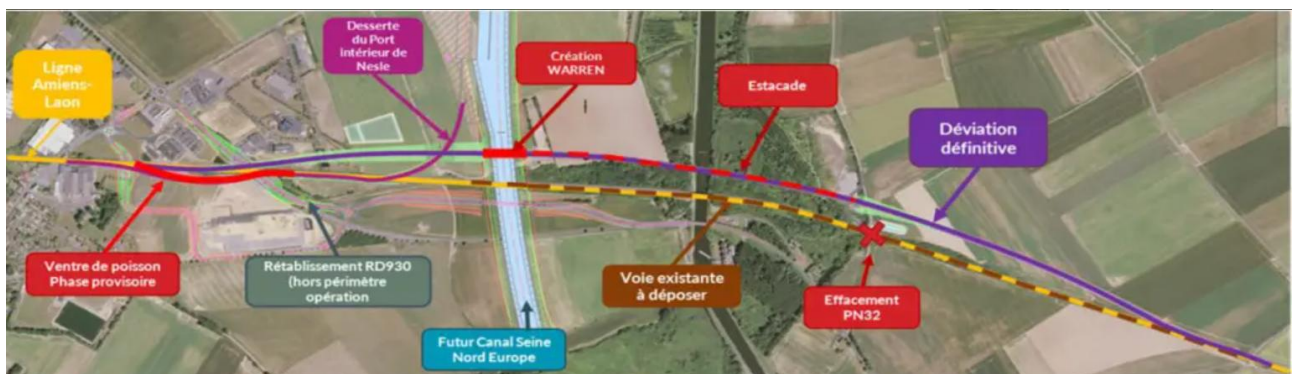 Desserte
du Port
Intérieur de
Nesle
Ligne
Amiens-
Laon
Création
WARREN
Estacade
Déviation
définitive
Ventre de poisson
Phase provisoire
Rétablissement RD930
(hors périmètre
opération
Voie existante
à déposer
Effacement
PN32
Futur Canal Seine
Nord Europe